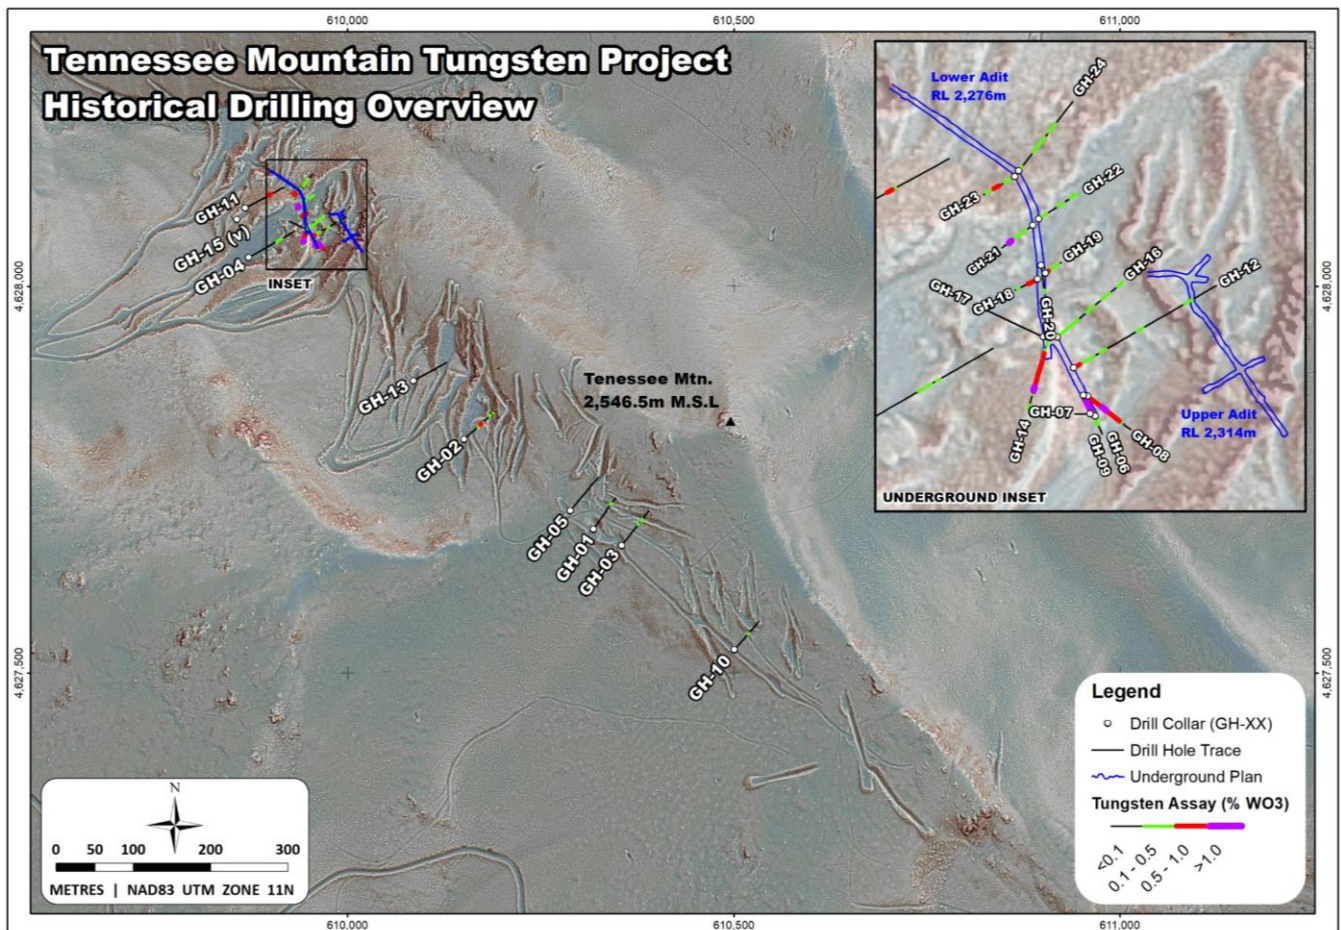 610,000
610,500
611,000
Tennessee Mountain Tungsten Project
Historical Drilling Overview
Lower Adit
RL 2,276m
GH-24
GH-22
GH-23
GH-21
GH-19
GH-16
GH-12
GH-17
GH-18
GH-20
GH-07
GH-14
GH-09
GH-06
GH-08
Upper Adit
RL 2,314m
UNDERGROUND INSET
GH-11
GH-15 (v)
GH-04
INSET
4,628,000
4,628,000
GH-13
GH-02
Tenessee Mtn.
2,546.5m M.S.L
GH-05
GH-01
GH-03
GH-10
4,627,500
4,627,500
Legend
Drill Collar (GH-XX)
Drill Hole Trace
Underground Plan
Tungsten Assay (% WO3)
<0.1
0.1 - 0.5
0.5 - 1.0
>1.0
N
0 50 100 200 300
METRES | NAD83 UTM ZONE 11N
610,000
610,500
611,000